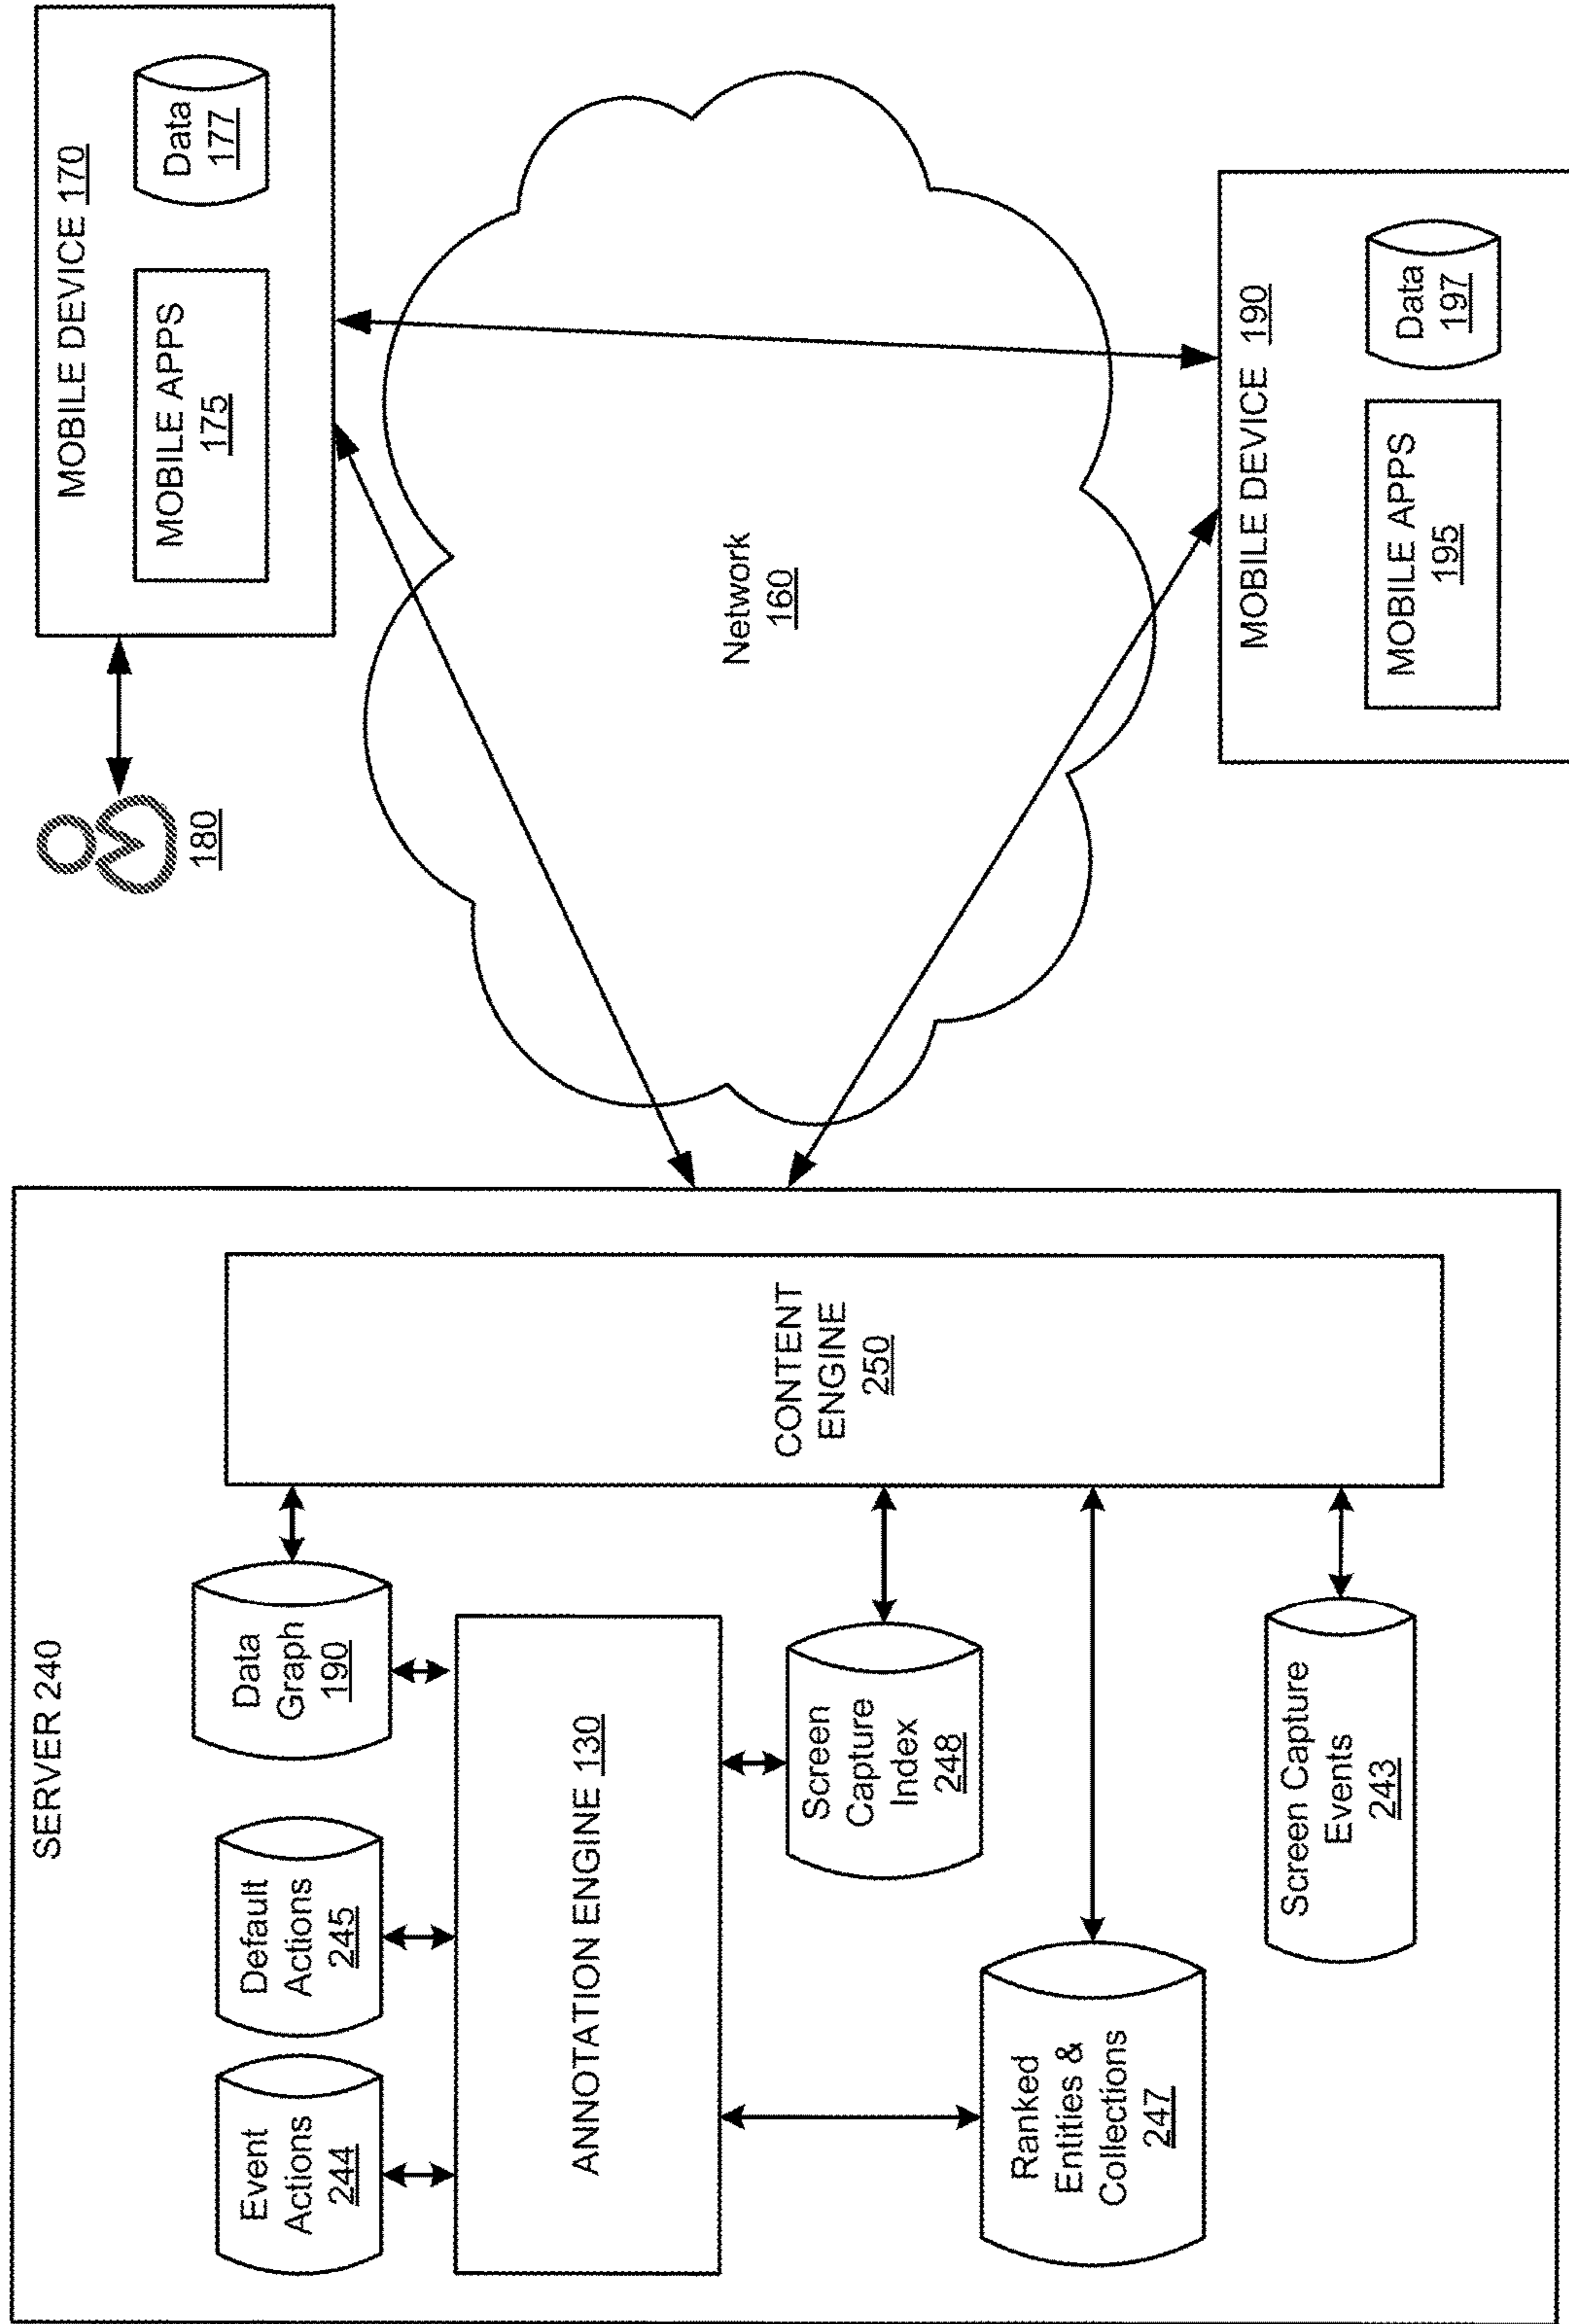 SERVER 240
Event
Actions
244
Default
Actions
245
Data
Graph
190
ANNOTATION ENGINE 130
Ranked
Entities &
Collections
247
Screen
Capture
Index
248
Screen Capture
Events
243
CONTENT
ENGINE
250
180
MOBILE DEVICE 170
MOBILE APPS
175
Data
177
Network
160
MOBILE DEVICE 190
MOBILE APPS
195
Data
197